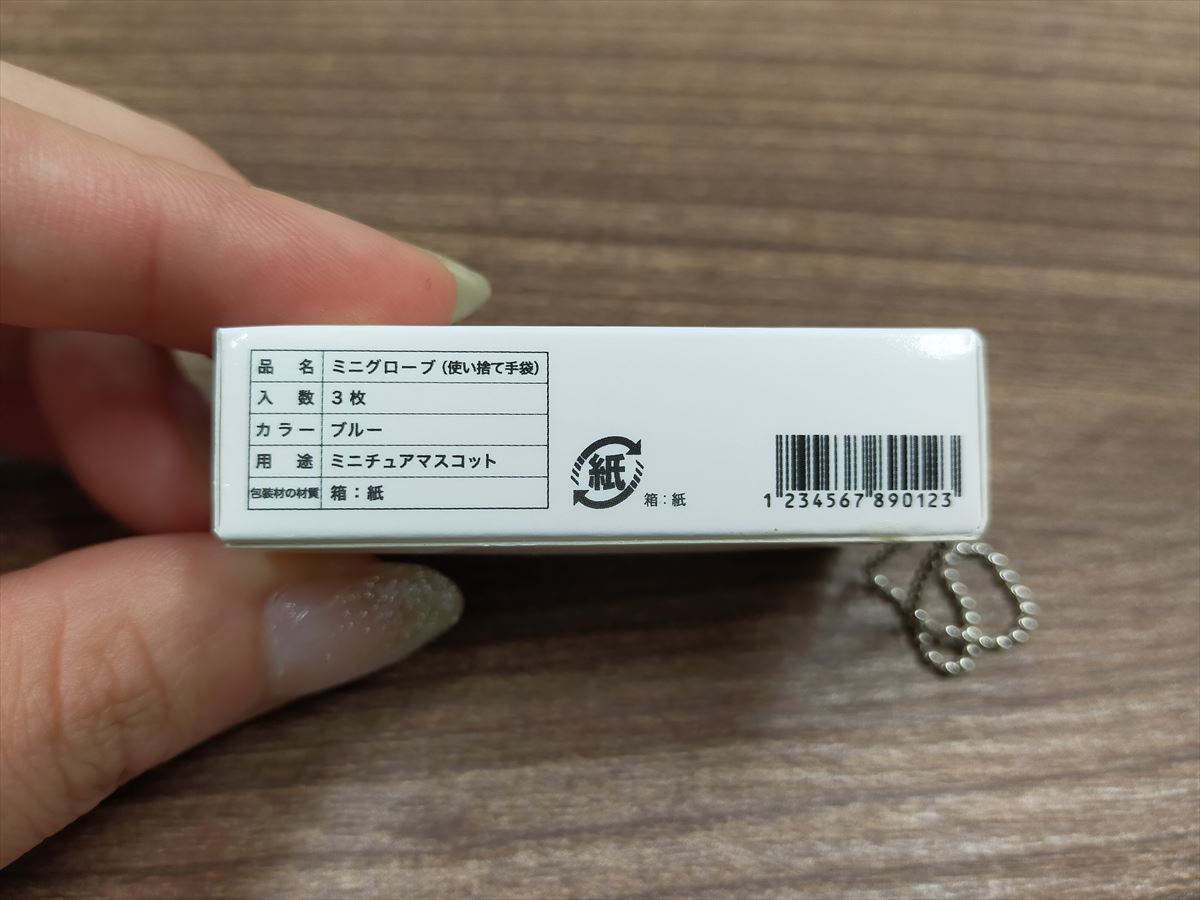 品名 ミニグローブ（使い捨て手袋）
入数 3枚
カラー ブルー
用途 ミニチュアマスコット
包装材の材質 箱：紙
紙
箱：紙
1 234567 890123